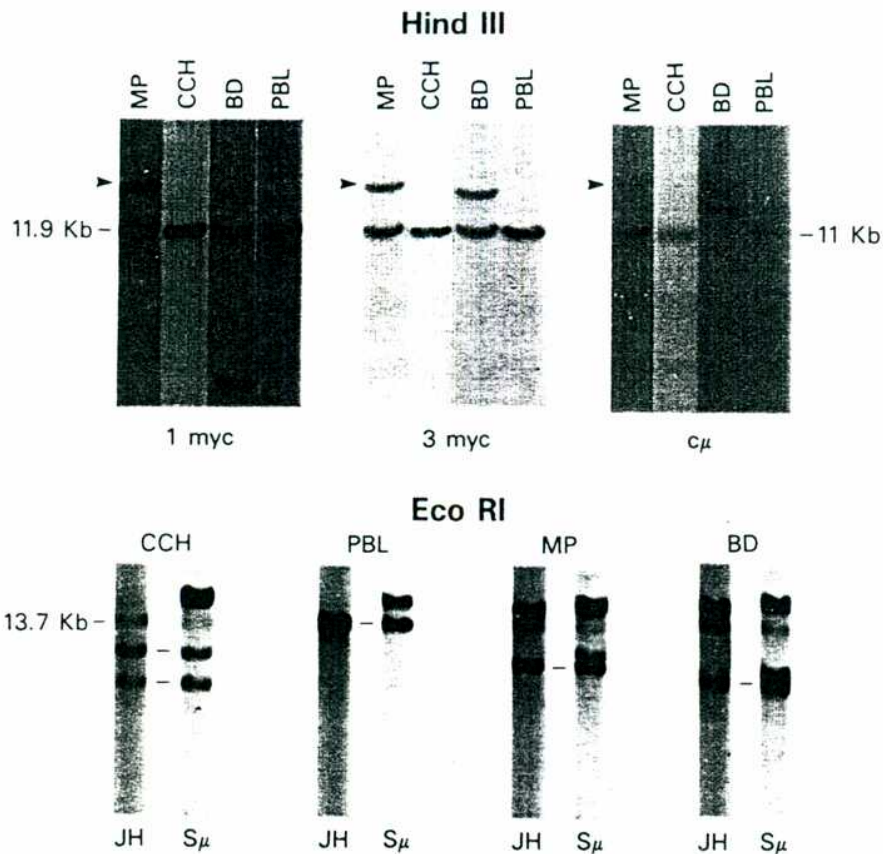 Hind III
MP CCH BD PBL
MP CCH BD PBL
MP CCH BD PBL
11.9 Kb -
- 11 Kb
1 myc
3 myc
cμ
Eco RI
CCH
PBL
MP
BD
13.7 Kb -
JH Sμ
JH Sμ
JH Sμ
JH Sμ